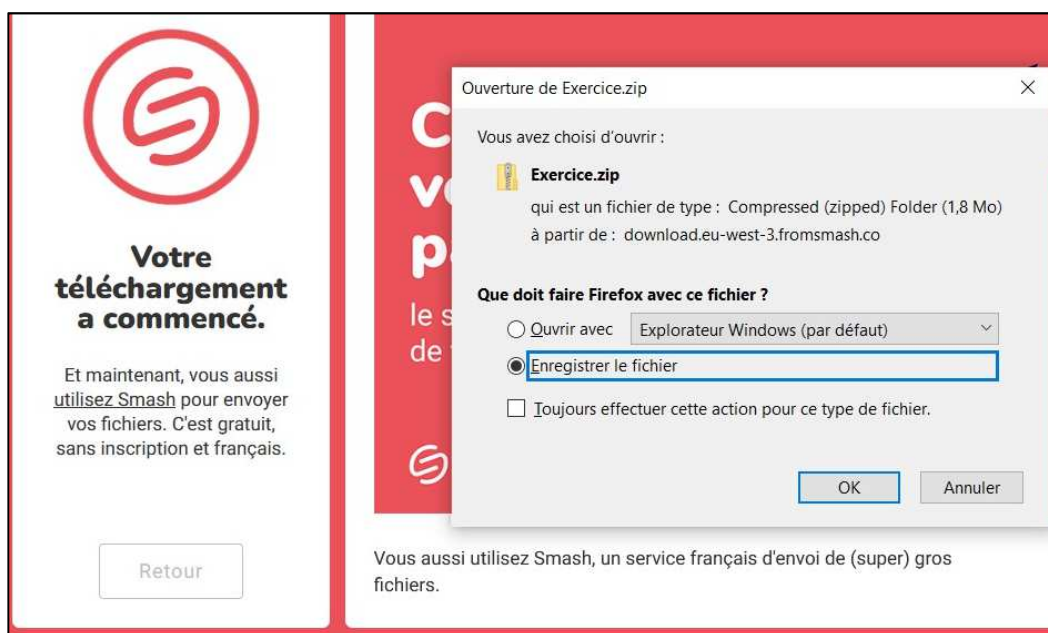 Votre
téléchargement
a commencé.
Et maintenant, vous aussi
utilisez Smash pour envoyer
vos fichiers. C'est gratuit,
sans inscription et français.
Retour
le s
de
Vous aussi utilisez Smash, un service français d'envoi de (super) gros
fichiers.
Ouverture de Exercice.zip
Vous avez choisi d'ouvrir :
Exercice.zip
qui est un fichier de type : Compressed (zipped) Folder (1,8 Mo)
à partir de : download.eu-west-3.fromsmash.co
Que doit faire Firefox avec ce fichier ?
Ouvrir avec Explorateur Windows (par défaut)
Enregistrer le fichier
Toujours effectuer cette action pour ce type de fichier.
OK Annuler